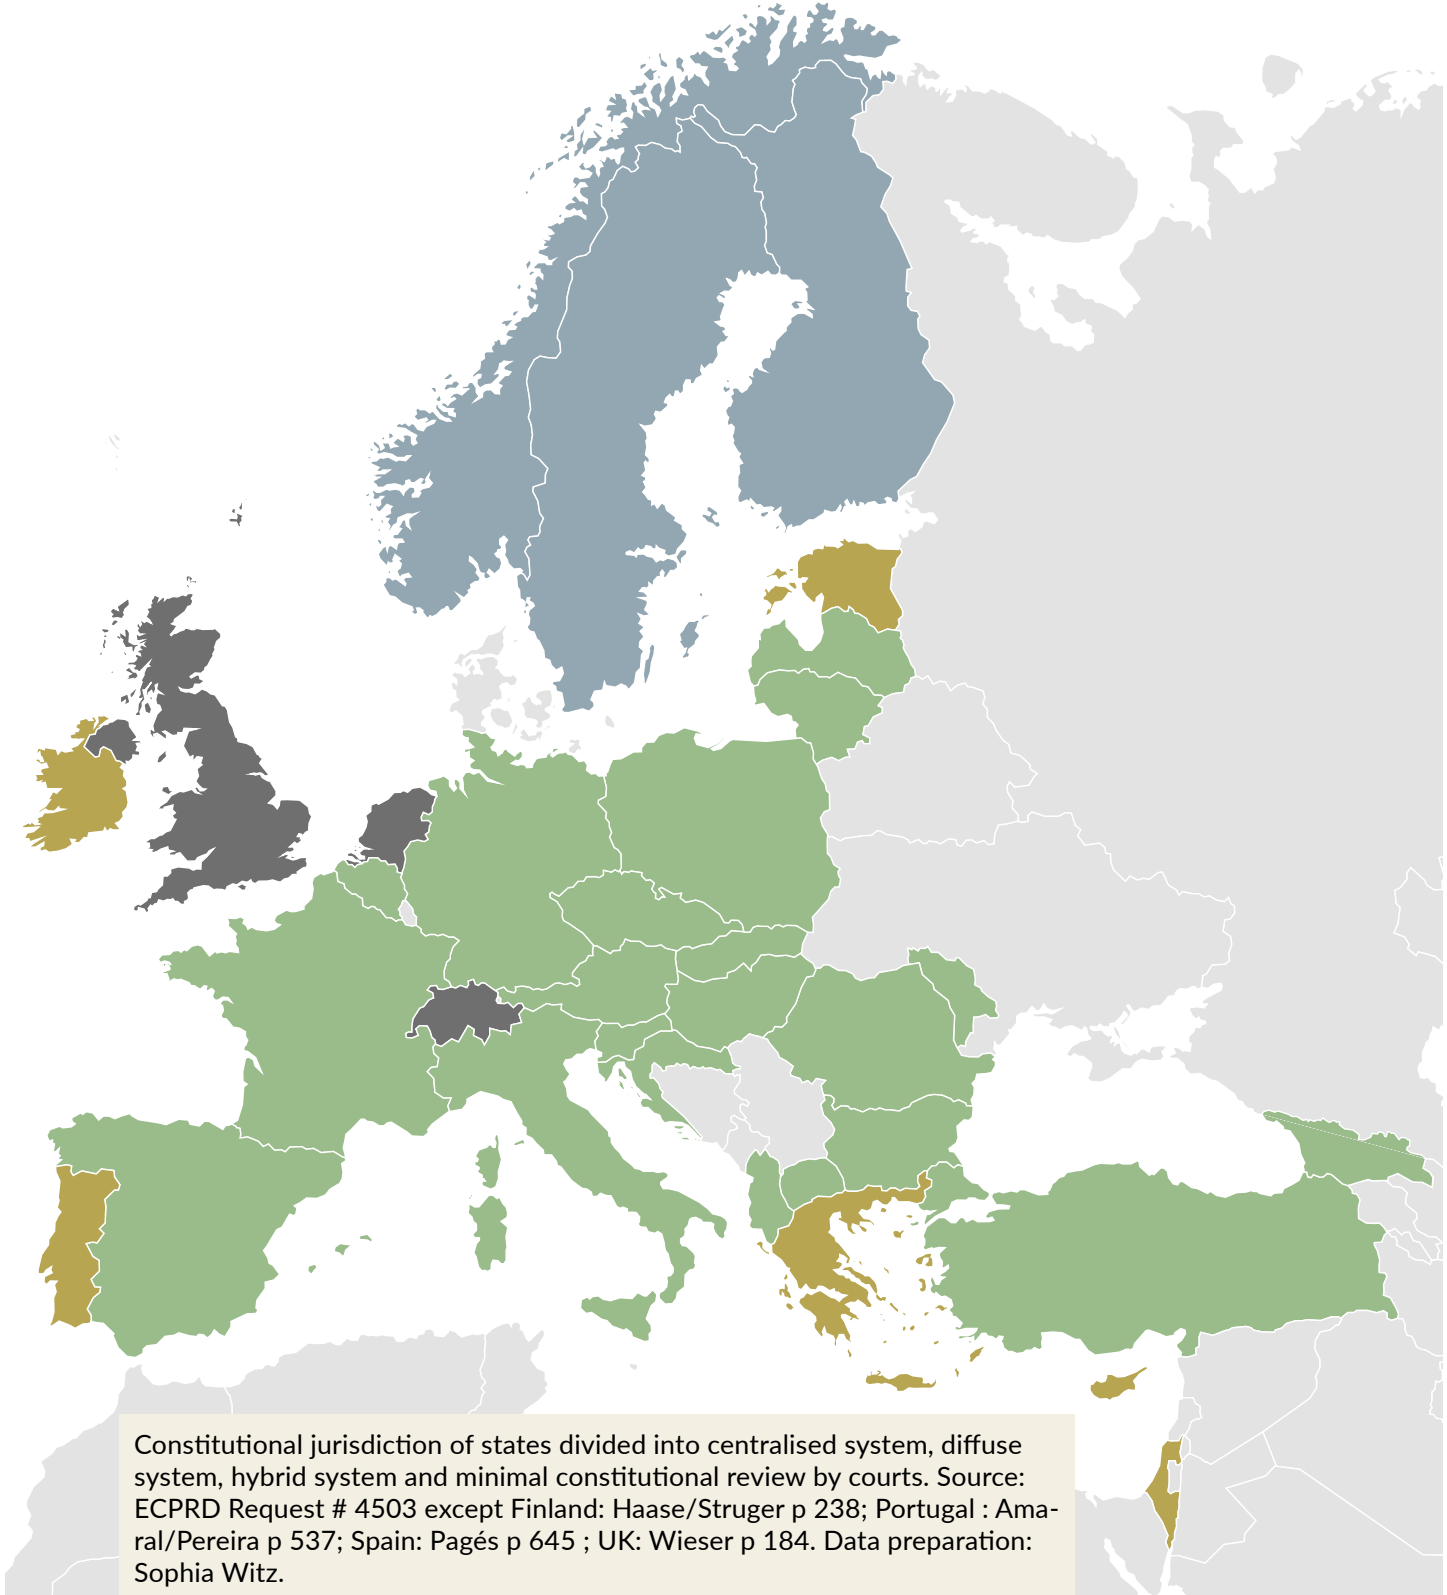 Constitutional jurisdiction of states divided into centralised system, diffuse
system, hybrid system and minimal constitutional review by courts. Source:
ECPRD Request # 4503 except Finland: Haase/Struger p 238; Portugal : Ama-
ral/Pereira p 537; Spain: Pagés p 645 ; UK: Wieser p 184. Data preparation:
Sophia Witz.